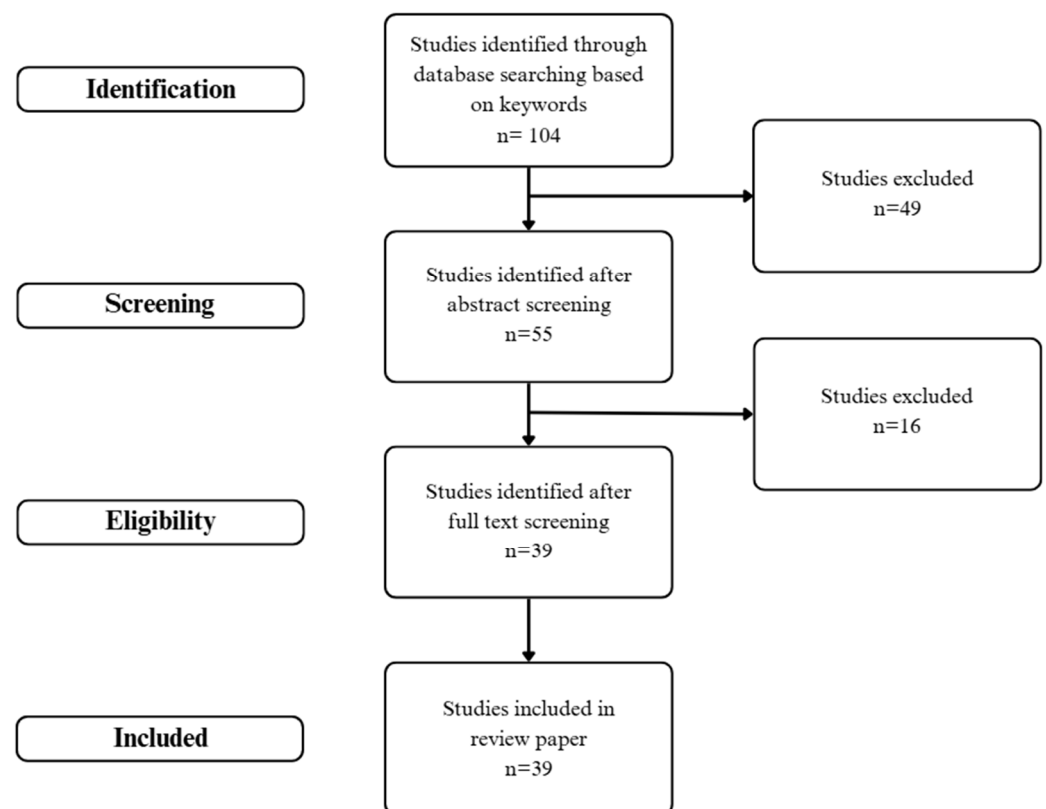 Identification
Studies identified through
database searching based
on keywords
n= 104
Studies excluded
n=49
Screening
Studies identified after
abstract screening
n=55
Studies excluded
n=16
Eligibility
Studies identified after
full text screening
n=39
Included
Studies included in
review paper
n=39